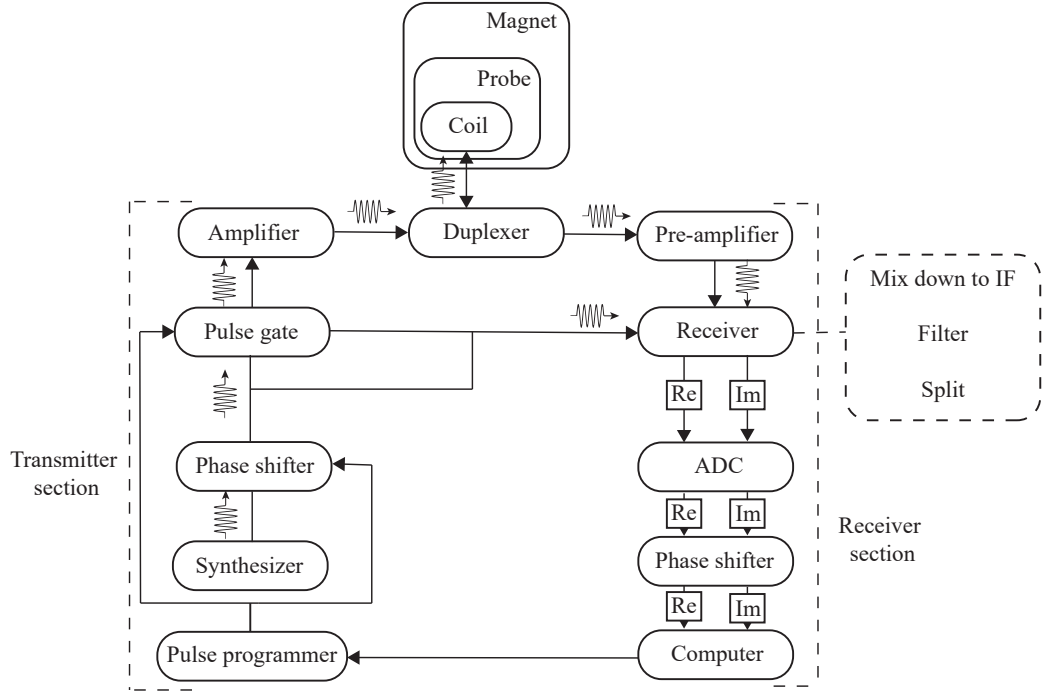 Magnet
Probe
Coil
Amplifier
Duplexer
Pre-amplifier
Mix down to IF
Pulse gate
Receiver
Filter
Split
Re
Im
Transmitter
section
Phase shifter
ADC
Re
Im
Receiver
section
Synthesizer
Phase shifter
Re
Im
Pulse programmer
Computer